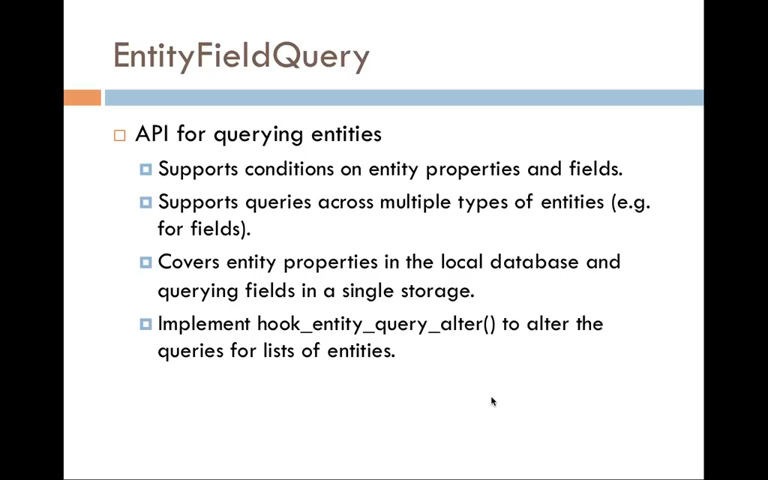 EntityFieldQuery
API for querying entities
Supports conditions on entity properties and fields.
Supports queries across multiple types of entities (e.g.
for fields).
Covers entity properties in the local database and
querying fields in a single storage.
Implement hook_entity_query_alter() to alter the
queries for lists of entities.